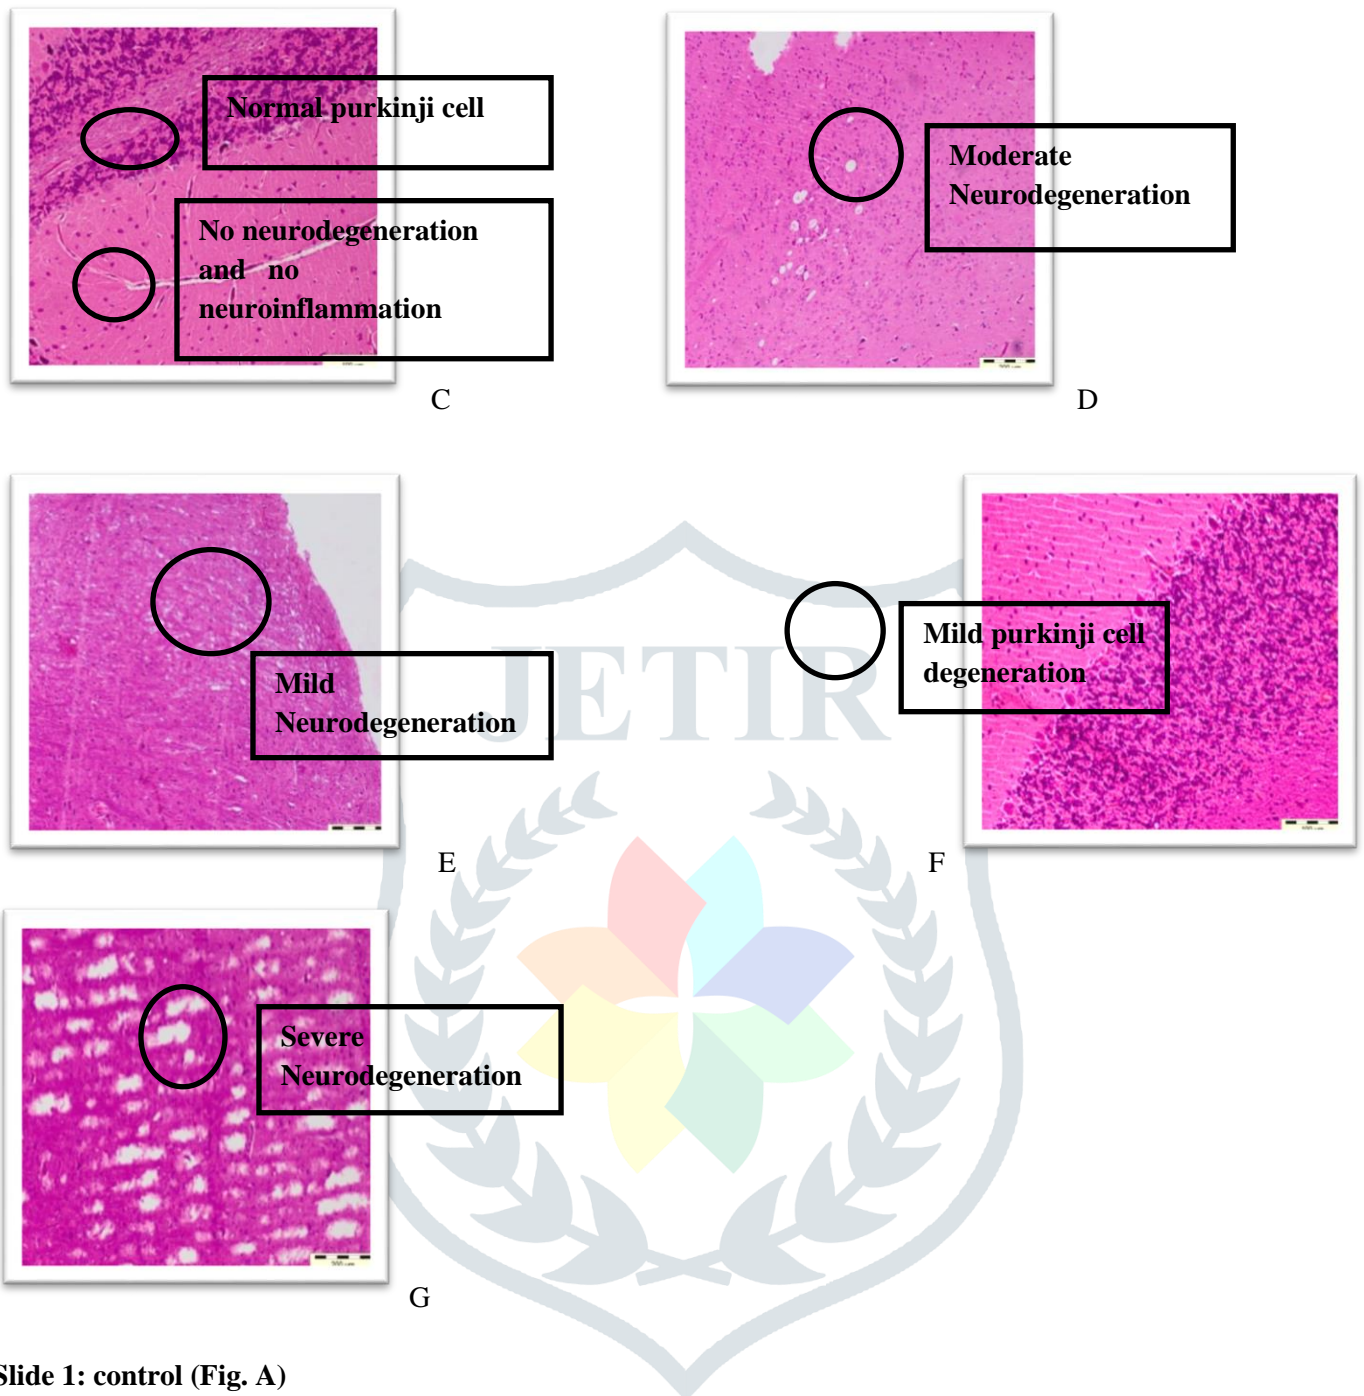 Normal purkinji cell
No neurodegeneration
and no
neuroinflammation
C
Moderate
Neurodegeneration
D
Mild
Neurodegeneration
E
Mild purkinji cell
degeneration
F
JETIR
Severe
Neurodegeneration
G
Slide 1: control (Fig. A)